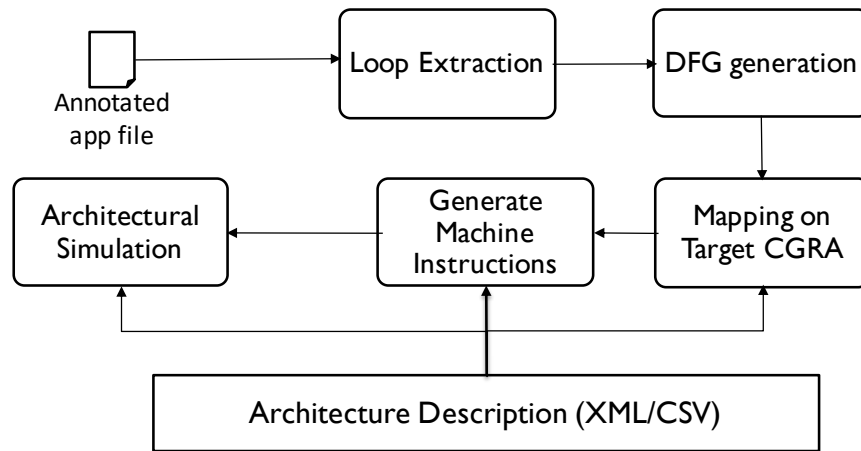 Annotated
app file
Loop Extraction
DFG generation
Architectural
Simulation
Generate
Machine
Instructions
Mapping on
Target CGRA
Architecture Description (XML/CSV)